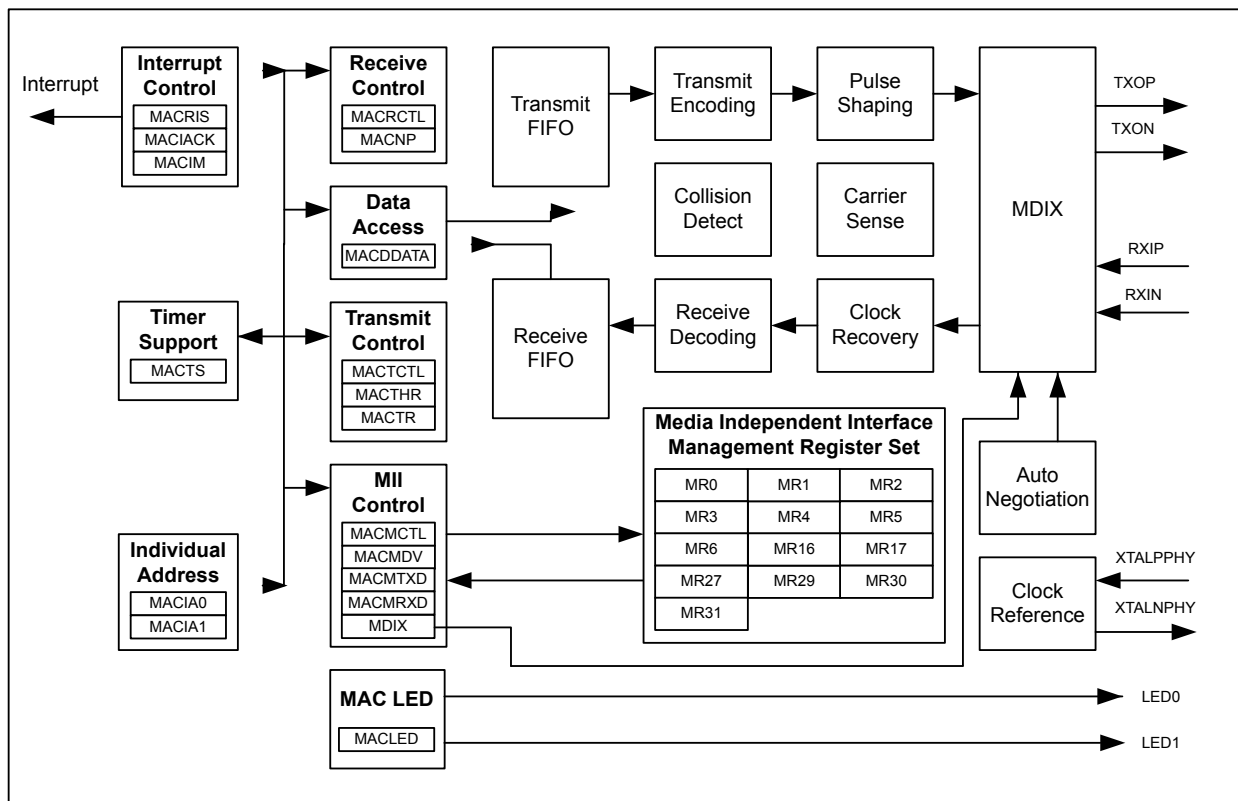 Interrupt
Interrupt
Control
MACRIS
MACIACK
MACIM
Timer
Support
MACTS
Individual
Address
MACIA0
MACIA1
Receive
Control
MACRCTL
MACNP
Data
Access
MACDDATA
Transmit
Control
MACTCTL
MACTHR
MACTR
MII
Control
MACMCTL
MACMDV
MACMTXD
MACMRXD
MDIX
MAC LED
MACLED
Transmit
FIFO
Receive
FIFO
Transmit
Encoding
Pulse
Shaping
Collision
Detect
Carrier
Sense
Receive
Decoding
Clock
Recovery
MDIX
TXOP
TXON
RXIP
RXIN
Media Independent Interface
Management Register Set
MR0 MR1 MR2
MR3 MR4 MR5
MR6 MR16 MR17
MR27 MR29 MR30
MR31
Auto
Negotiation
Clock
Reference
XTALPPHY
XTALNPHY
LED0
LED1